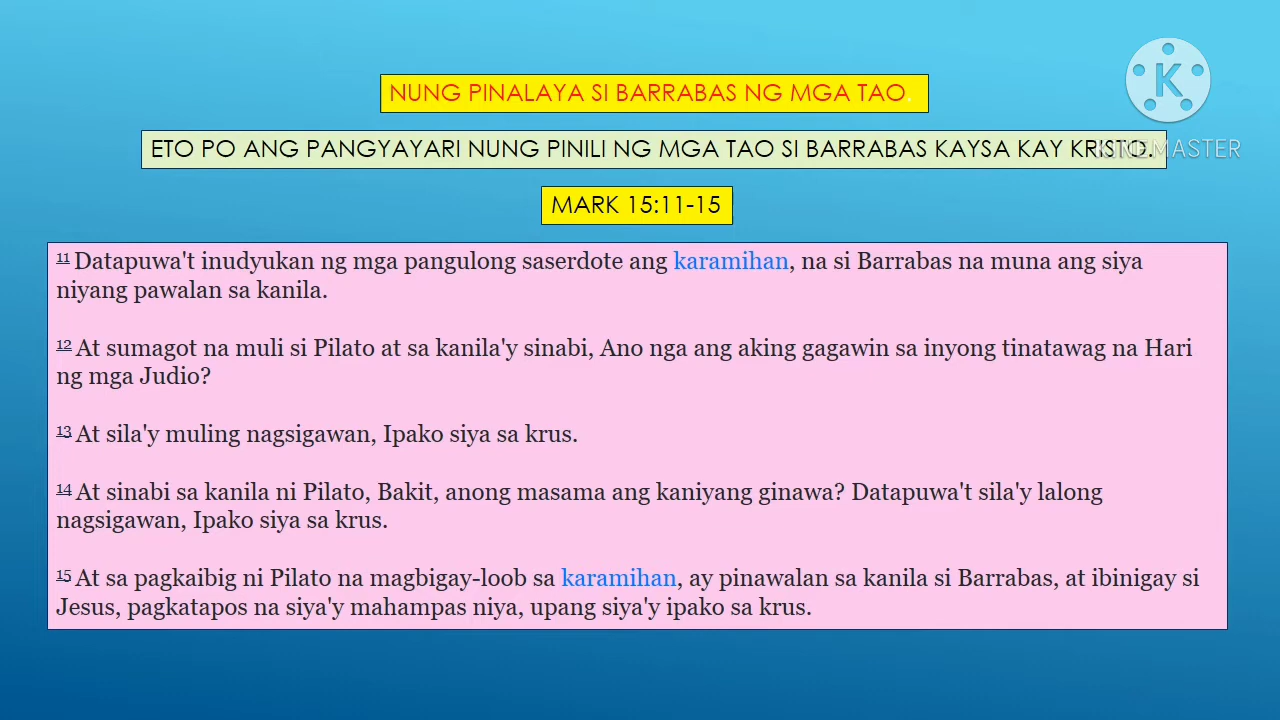 NUNG PINALAYA SI BARRABAS NG MGA TAO.
K
ETO PO ANG PANGYAYARI NUNG PINILI NG MGA TAO SI BARRABAS KAYSA KAY KRISTO.
KINEMASTER
MARK 15:11-15
11 Datapuwa't inudyukan ng mga pangulong saserdote ang karamihan, na si Barrabas na muna ang siya
niyang pawalan sa kanila.
12 At sumagot na muli si Pilato at sa kanila'y sinabi, Ano nga ang aking gagawin sa inyong tinatawag na Hari
ng mga Judio?
13 At sila'y muling nagsigawan, Ipako siya sa krus.
14 At sinabi sa kanila ni Pilato, Bakit, anong masama ang kaniyang ginawa? Datapuwa't sila'y lalong
nagsigawan, Ipako siya sa krus.
15 At sa pagkaibig ni Pilato na magbigay-loob sa karamihan, ay pinawalan sa kanila si Barrabas, at ibinigay si
Jesus, pagkatapos na siya'y mahampas niya, upang siya'y ipako sa krus.